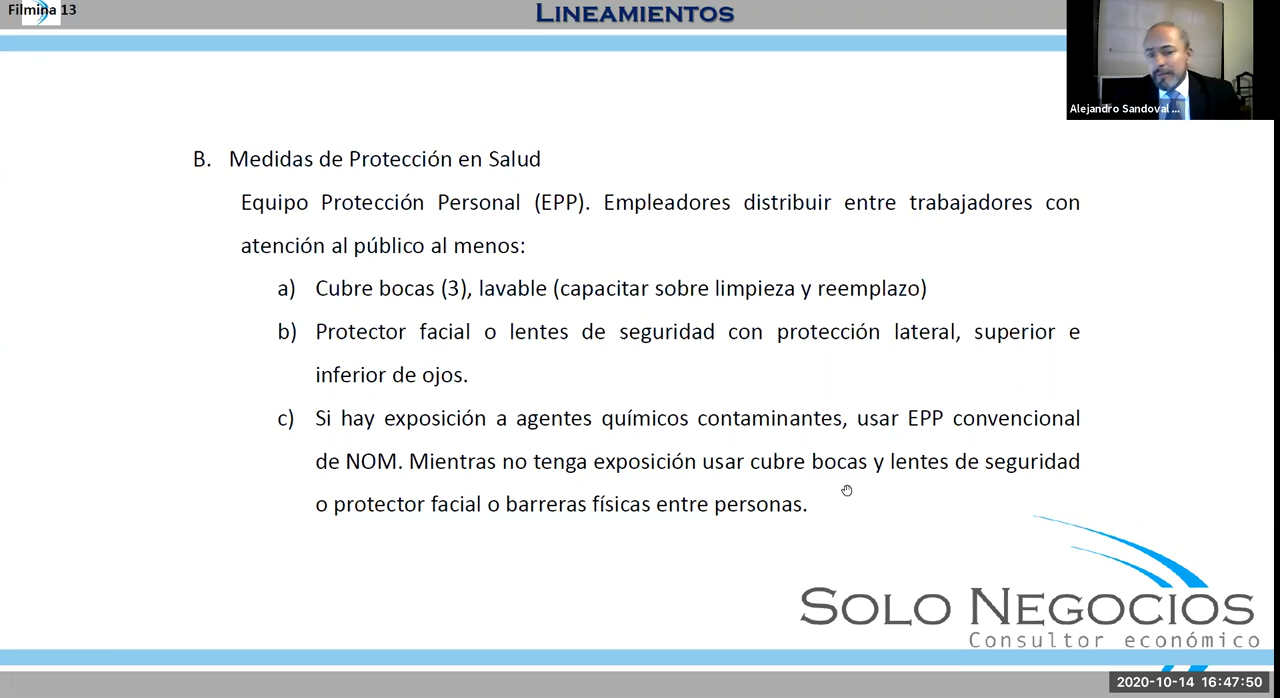 Filmina 13
LINEAMIENTOS
Alejandro Sandoval ...
B. Medidas de Protección en Salud
Equipo Protección Personal (EPP). Empleadores distribuir entre trabajadores con
atención al público al menos:
a) Cubre bocas (3), lavable (capacitar sobre limpieza y reemplazo)
b) Protector facial o lentes de seguridad con protección lateral, superior e
inferior de ojos.
c) Si hay exposición a agentes químicos contaminantes, usar EPP convencional
de NOM. Mientras no tenga exposición usar cubre bocas y lentes de seguridad
o protector facial o barreras físicas entre personas.
SOLO NEGOCIOS
Consultor económico
2020-10-14 16:47:50